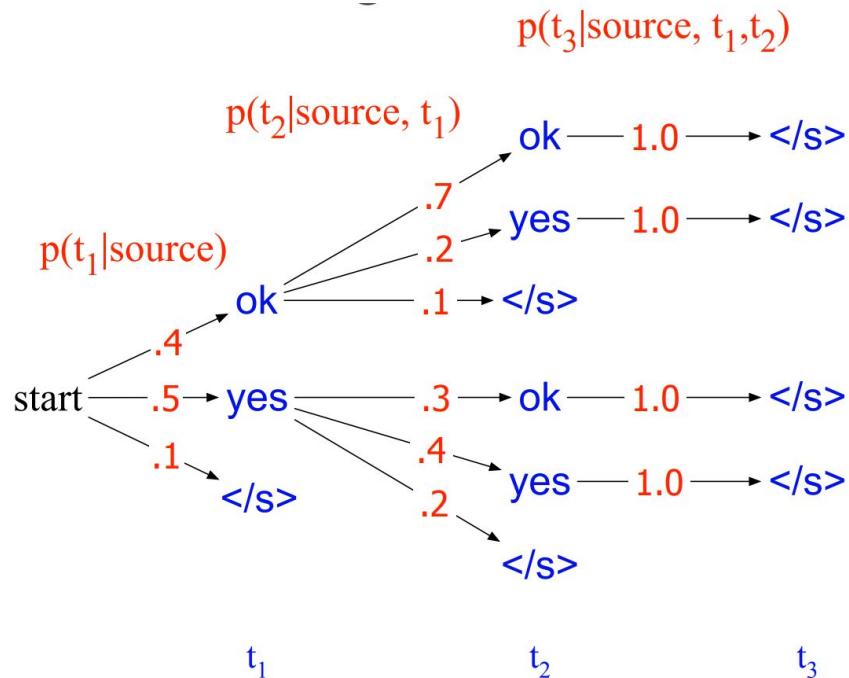 p(t₃|source, t₁,t₂)
p(t₂|source, t₁)
ok 1.0 </s>
.7
yes 1.0 </s>
p(t₁|source)
.2
ok .1 </s>
.4
start .5 yes .3 ok 1.0 </s>
.1
.4
yes 1.0 </s>
</s>
.2
</s>
t₁ t₂ t₃